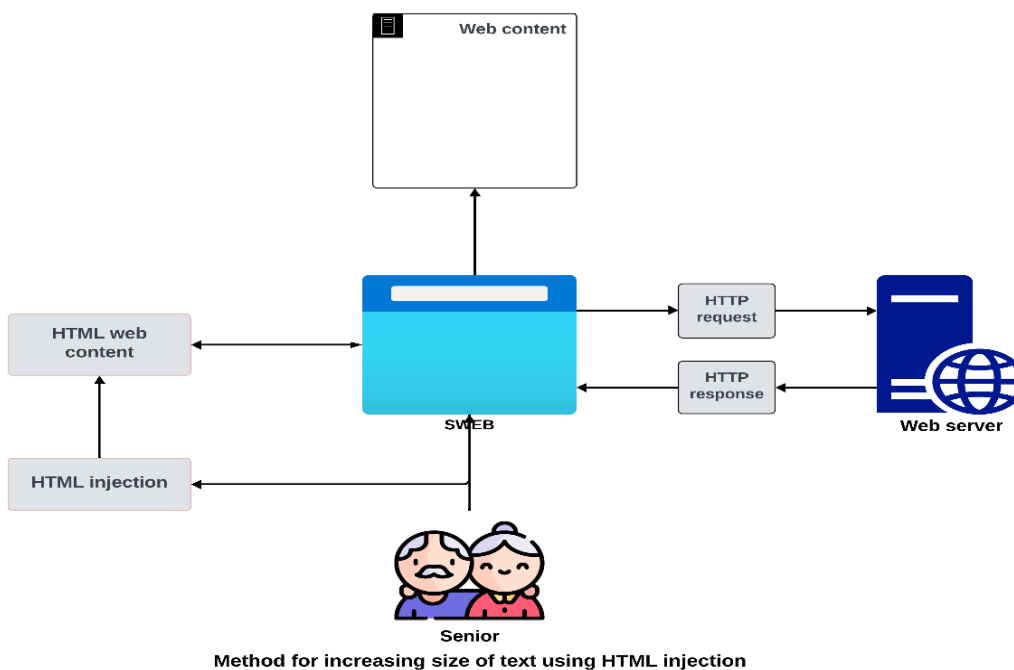 Web content
HTTP
request
HTML web
content
HTTP
response
SWEB
Web server
HTML injection
Senior
Method for increasing size of text using HTML injection